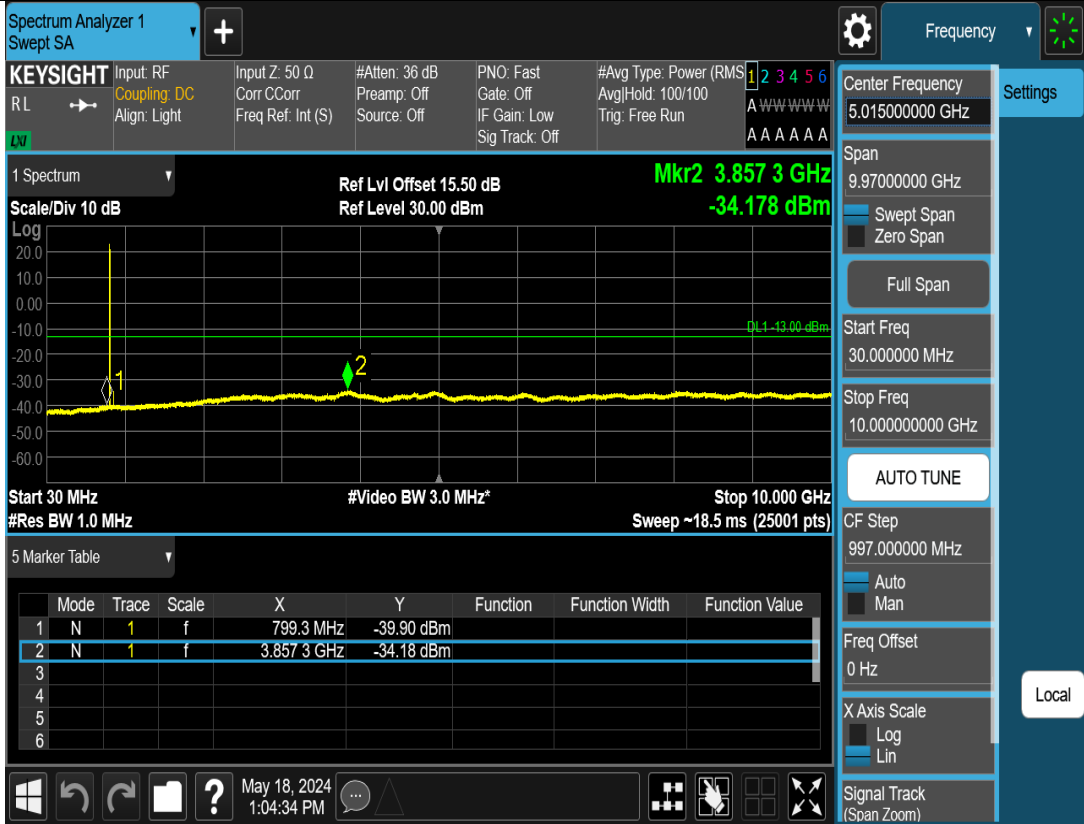 Spectrum Analyzer 1
Swept SA
Frequency
KEYSIGHT
RL
LXI
Input: RF
Coupling: DC
Align: Light
Input Z: 50 Ω
Corr CCorr
Freq Ref: Int (S)
#Atten: 36 dB
Preamp: Off
Source: Off
PNO: Fast
Gate: Off
IF Gain: Low
Sig Track: Off
#Avg Type: Power (RMS
Avg|Hold: 100/100
Trig: Free Run
1 2 3 4 5 6
A W W W W W
A A A A A A
1 Spectrum
Scale/Div 10 dB
Log
Ref Lvl Offset 15.50 dB
Ref Level 30.00 dBm
Mkr2 3.857 3 GHz
-34.178 dBm
20.0
10.0
0.00
-10.0
-20.0
-30.0
-40.0
-50.0
-60.0
DL1 -13.00 dBm
1
2
Start 30 MHz
#Video BW 3.0 MHz*
Stop 10.000 GHz
#Res BW 1.0 MHz
Sweep ~18.5 ms (25001 pts)
5 Marker Table
Mode Trace Scale X Y Function Function Width Function Value
1 N 1 f 799.3 MHz -39.90 dBm
2 N 1 f 3.857 3 GHz -34.18 dBm
3
4
5
6
May 18, 2024
1:04:34 PM
Center Frequency
5.015000000 GHz
Span
9.97000000 GHz
Swept Span
Zero Span
Full Span
Start Freq
30.000000 MHz
Stop Freq
10.000000000 GHz
AUTO TUNE
CF Step
997.000000 MHz
Auto
Man
Freq Offset
0 Hz
X Axis Scale
Log
Lin
Signal Track
(Span Zoom)
Settings
Local